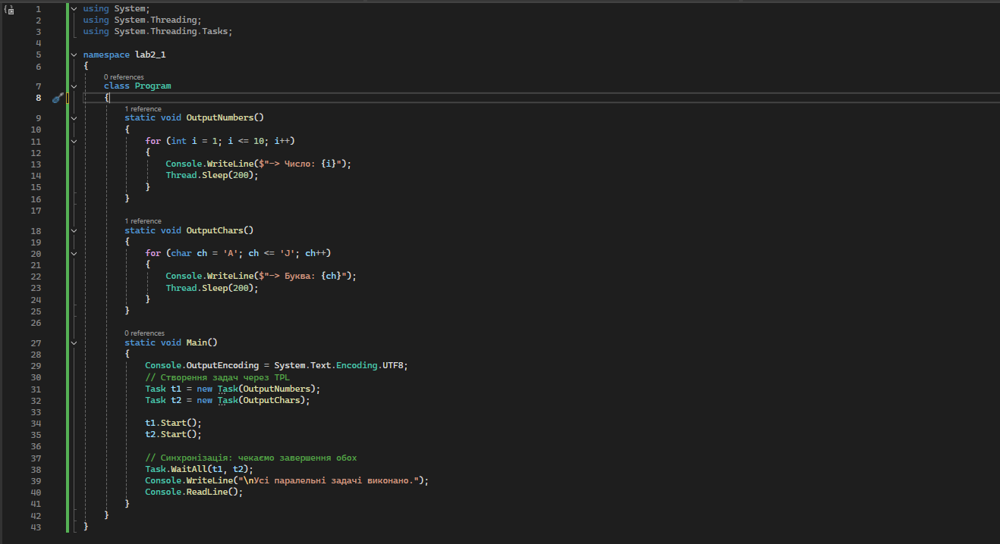 1 using System;
2 using System.Threading;
3 using System.Threading.Tasks;
4
5 namespace lab2_1
6 {
0 references
7 class Program
8 {
1 reference
9 static void OutputNumbers()
10 {
11 for (int i = 1; i <= 10; i++)
12 {
13 Console.WriteLine($"—> Число: {i}");
14 Thread.Sleep(200);
15 }
16 }
17
1 reference
18 static void OutputChars()
19 {
20 for (char ch = 'A'; ch <= 'J'; ch++)
21 {
22 Console.WriteLine($"—> Буква: {ch}");
23 Thread.Sleep(200);
24 }
25 }
26
0 references
27 static void Main()
28 {
29 Console.OutputEncoding = System.Text.Encoding.UTF8;
30 // Створення задач через TPL
31 Task t1 = new Task(OutputNumbers);
32 Task t2 = new Task(OutputChars);
33
34 t1.Start();
35 t2.Start();
36
37 // Синхронізація: чекаємо завершення обох
38 Task.WaitAll(t1, t2);
39 Console.WriteLine("\nУсі паралельні задачі виконано.");
40 Console.ReadLine();
41 }
42 }
43 }